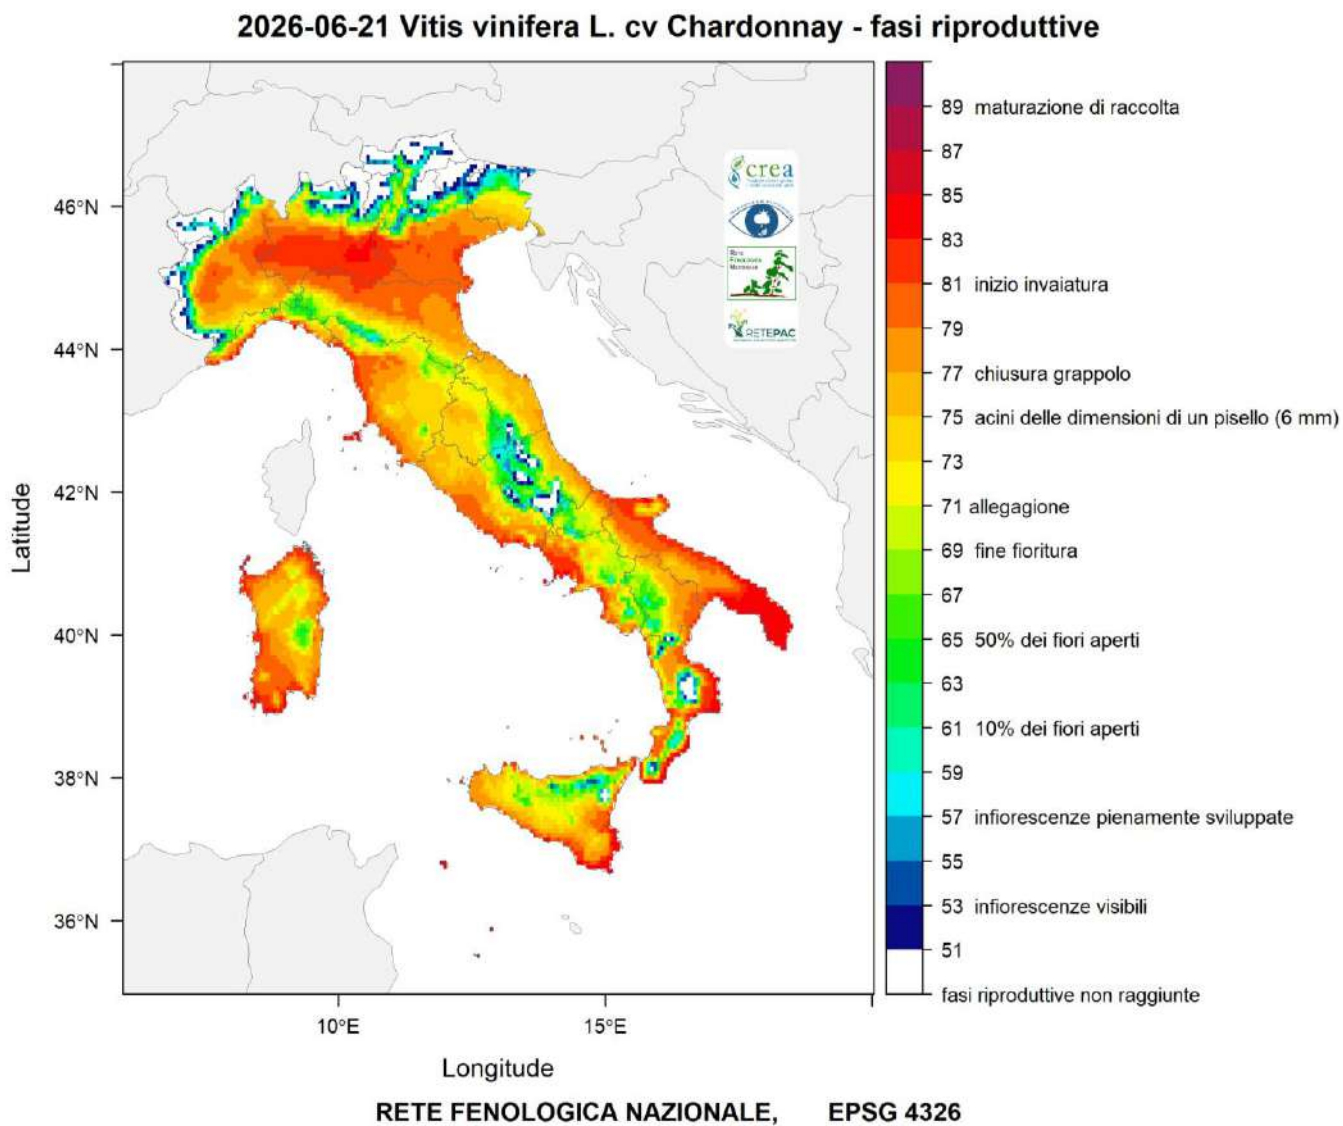 2026-06-21 Vitis vinifera L. cv Chardonnay - fasi riproduttive
46°N
44°N
42°N
40°N
38°N
36°N
Latitude
10°E
15°E
Longitude
crea
RETE
FENOLOGICA
NAZIONALE
RETEPAC
89 maturazione di raccolta
87
85
83
81 inizio invaiatura
79
77 chiusura grappolo
75 acini delle dimensioni di un pisello (6 mm)
73
71 allegagione
69 fine fioritura
67
65 50% dei fiori aperti
63
61 10% dei fiori aperti
59
57 infiorescenze pienamente sviluppate
55
53 infiorescenze visibili
51
fasi riproduttive non raggiunte
RETE FENOLOGICA NAZIONALE, EPSG 4326